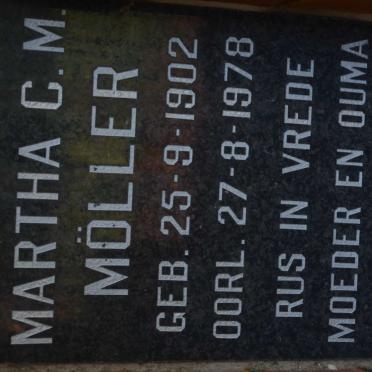 MARTHA C.M.
MÖLLER
GEB. 25-9-1902
OORL. 27-8-1978
RUS IN VREDE
MOEDER EN OUMA